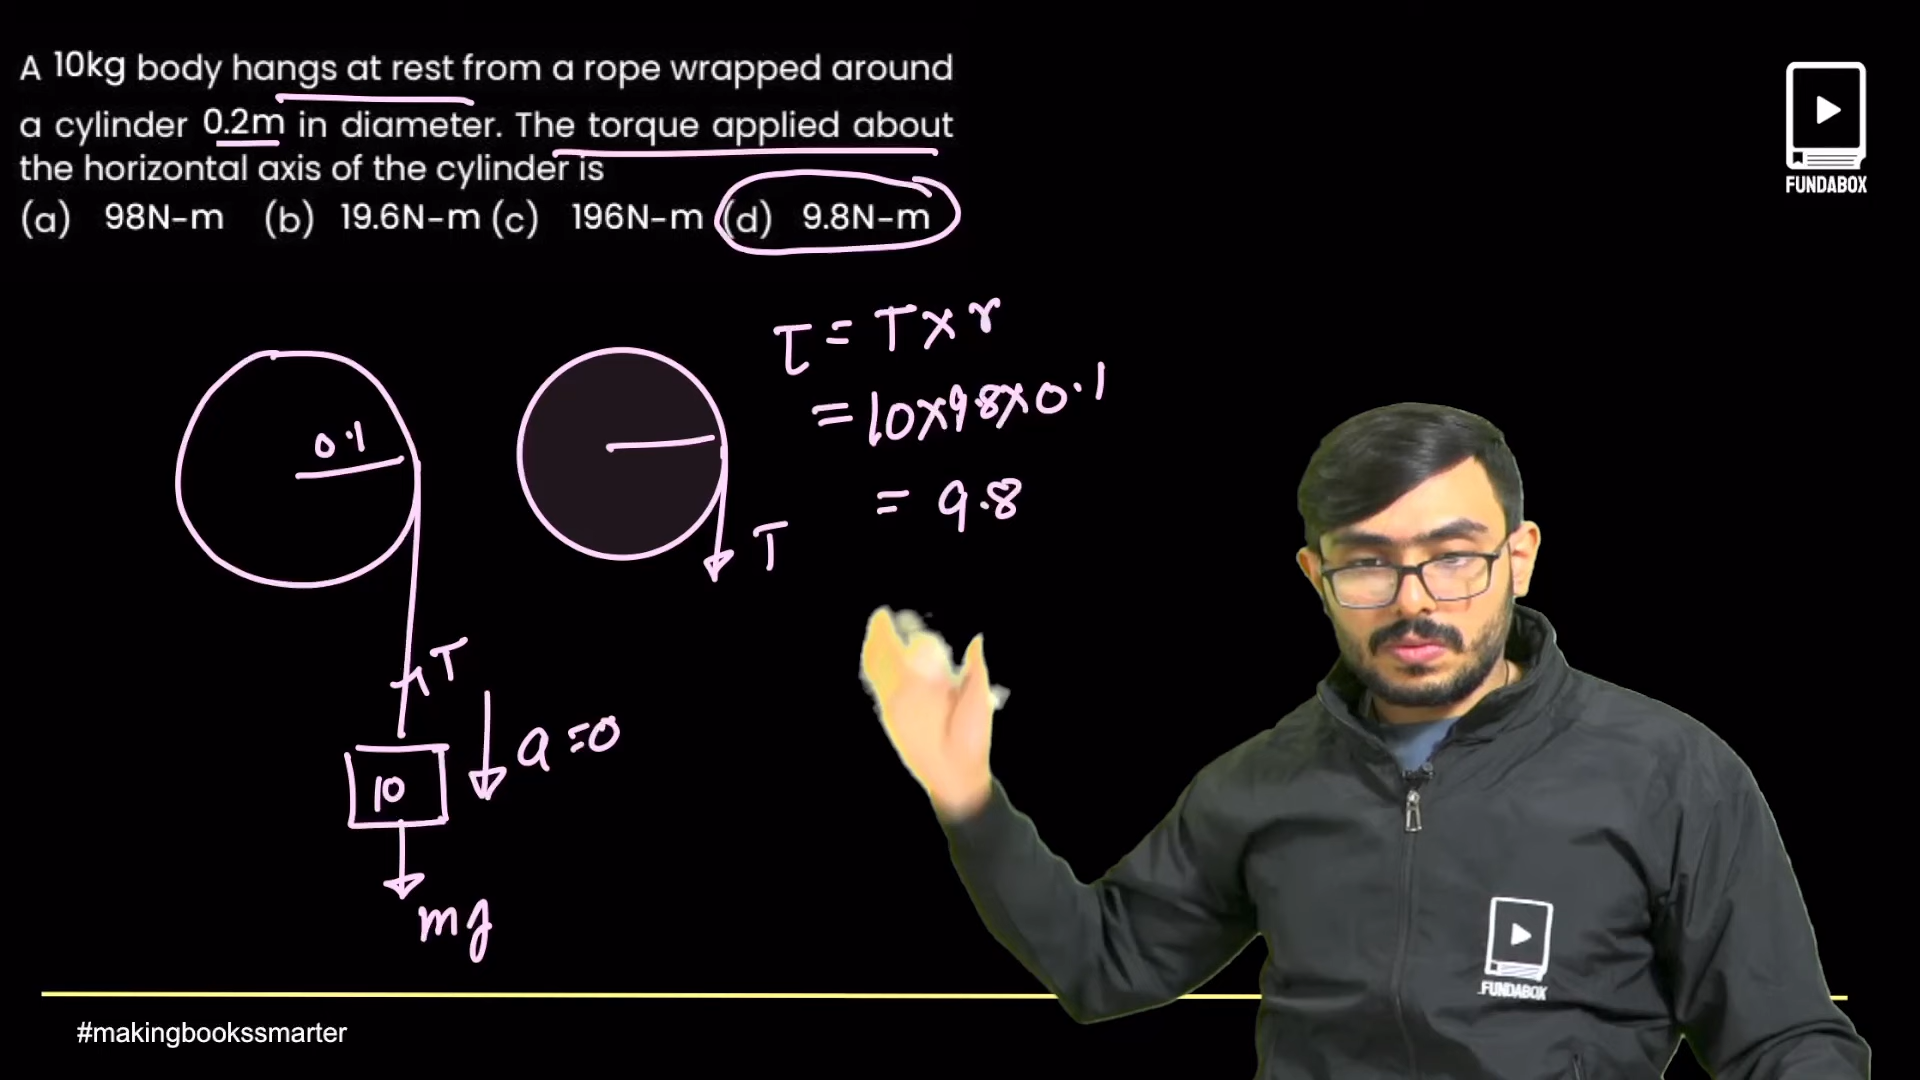 A 10kg body hangs at rest from a rope wrapped around
a cylinder 0.2m in diameter. The torque applied about
the horizontal axis of the cylinder is
(a) 98N-m (b) 19.6N-m (c) 196N-m (d) 9.8N-m
FUNDABOX
τ = T × r
= 10×9.8×0.1
= 9.8
0.1
T
T
a=0
10
mg
FUNDABOX
#makingbookssmarter